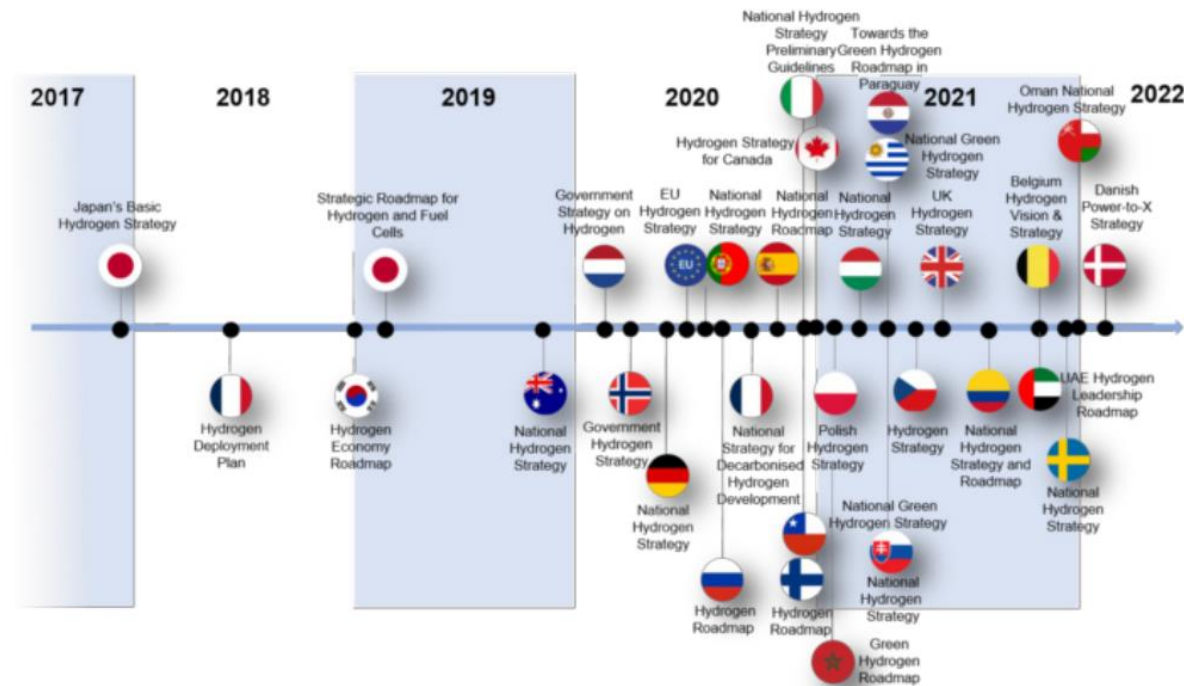 2017
2018
2019
2020
2021
2022
National Hydrogen
Strategy
Preliminary
Guidelines
Towards the
Green Hydrogen
Roadmap in
Paraguay
Oman National
Hydrogen Strategy
Hydrogen Strategy
for Canada
National Green
Hydrogen
Strategy
Japan's Basic
Hydrogen Strategy
Strategic Roadmap for
Hydrogen and Fuel
Cells
Government
Strategy on
Hydrogen
EU
Hydrogen
Strategy
EU
National
Hydrogen
Strategy
National
Hydrogen
Roadmap
National
Hydrogen
Strategy
UK
Hydrogen
Strategy
Belgium
Hydrogen
Vision &
Strategy
Danish
Power-to-X
Strategy
Hydrogen
Deployment
Plan
Hydrogen
Economy
Roadmap
National
Hydrogen
Strategy
Government
Hydrogen
Strategy
National
Hydrogen
Strategy
Hydrogen
Roadmap
National
Strategy for
Decarbonised
Hydrogen
Development
Hydrogen
Roadmap
Polish
Hydrogen
Strategy
National Green
Hydrogen Strategy
Hydrogen
Strategy
National
Hydrogen
Strategy
Green
Hydrogen
Roadmap
National
Hydrogen
Strategy and
Roadmap
UAE Hydrogen
Leadership
Roadmap
National
Hydrogen
Strategy